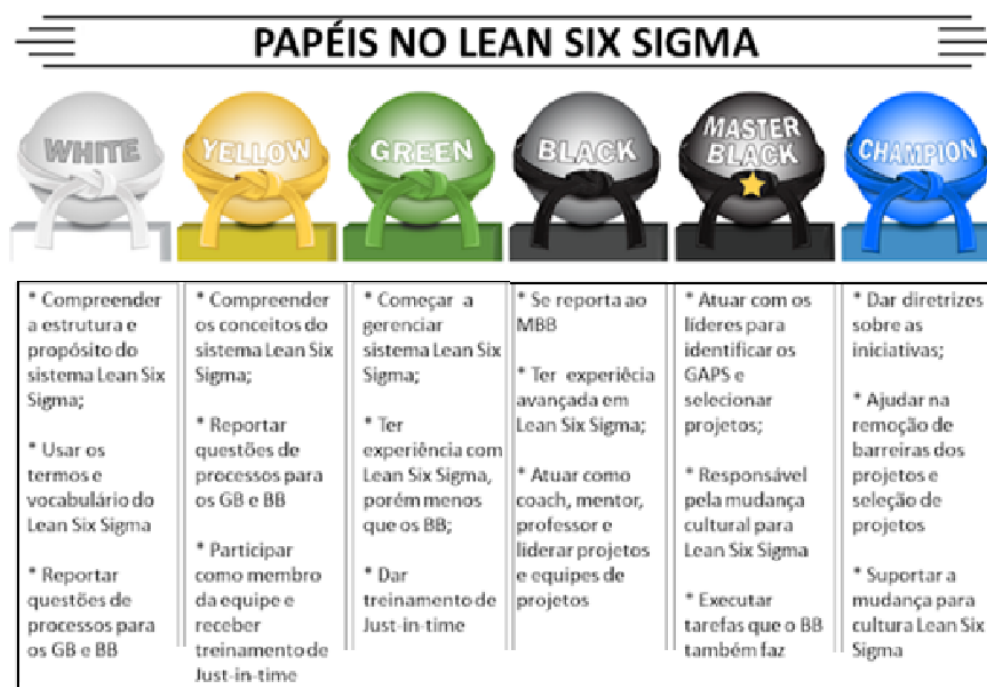 PAPÉIS NO LEAN SIX SIGMA
WHITE
YELLOW
GREEN
BLACK
MASTER
BLACK
CHAMPION
* Compreender
a estrutura e
propósito do
sistema Lean Six
Sigma;
* Usar os
termos e
vocabulário do
Lean Six Sigma
* Reportar
questões de
processos para
os GB e BB
* Compreender
os conceitos do
sistema Lean Six
Sigma;
* Reportar
questões de
processos para
os GB e BB
* Participar
como membro
da equipe e
receber
treinamento de
Just-in-time
* Começar a
gerenciar
sistema Lean Six
Sigma;
* Ter
experiência com
Lean Six Sigma,
porém menos
que os BB;
* Dar
treinamento de
Just-in-time
* Se reporta ao
MBB
* Ter experiêcia
avançada em
Lean Six Sigma;
* Atuar como
coach, mentor,
professor e
liderar projetos
e equipes de
projetos
* Atuar com os
líderes para
identificar os
GAPS e
selecionar
projetos;
* Responsável
pela mudança
cultural para
Lean Six Sigma
* Executar
tarefas que o BB
também faz
* Dar diretrizes
sobre as
iniciativas;
* Ajudar na
remoção de
barreiras dos
projetos e
seleção de
projetos
* Suportar a
mudança para
cultura Lean Six
Sigma